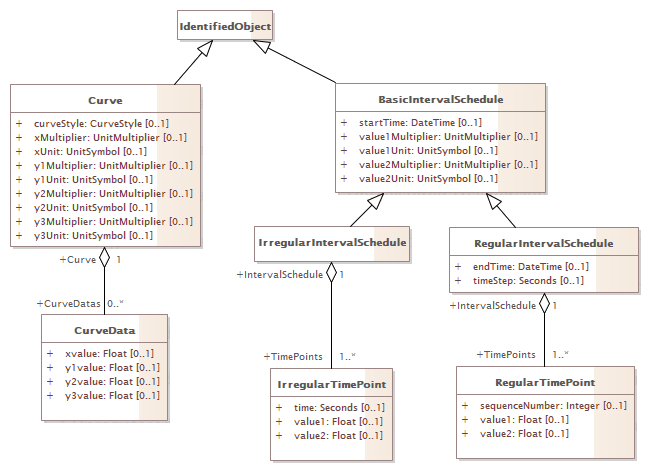 IdentifiedObject
Curve
+ curveStyle: CurveStyle [0..1]
+ xMultiplier: UnitMultiplier [0..1]
+ xUnit: UnitSymbol [0..1]
+ y1Multiplier: UnitMultiplier [0..1]
+ y1Unit: UnitSymbol [0..1]
+ y2Multiplier: UnitMultiplier [0..1]
+ y2Unit: UnitSymbol [0..1]
+ y3Multiplier: UnitMultiplier [0..1]
+ y3Unit: UnitSymbol [0..1]
BasicIntervalSchedule
+ startTime: DateTime [0..1]
+ value1Multiplier: UnitMultiplier [0..1]
+ value1Unit: UnitSymbol [0..1]
+ value2Multiplier: UnitMultiplier [0..1]
+ value2Unit: UnitSymbol [0..1]
IrregularIntervalSchedule
RegularIntervalSchedule
+ endTime: DateTime [0..1]
+ timeStep: Seconds [0..1]
+Curve 1
+IntervalSchedule 1
+IntervalSchedule 1
+CurveDatas 0..*
+TimePoints 1..*
+TimePoints 1..*
CurveData
+ xvalue: Float [0..1]
+ y1value: Float [0..1]
+ y2value: Float [0..1]
+ y3value: Float [0..1]
IrregularTimePoint
+ time: Seconds [0..1]
+ value1: Float [0..1]
+ value2: Float [0..1]
RegularTimePoint
+ sequenceNumber: Integer [0..1]
+ value1: Float [0..1]
+ value2: Float [0..1]